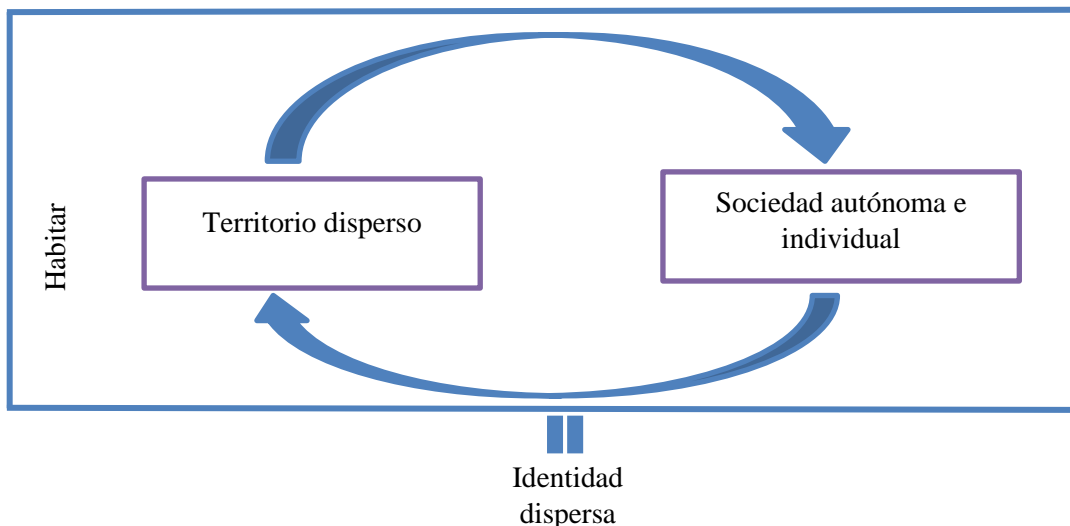 Habitar
Territorio disperso
Sociedad autónoma e
individual
Identidad
dispersa